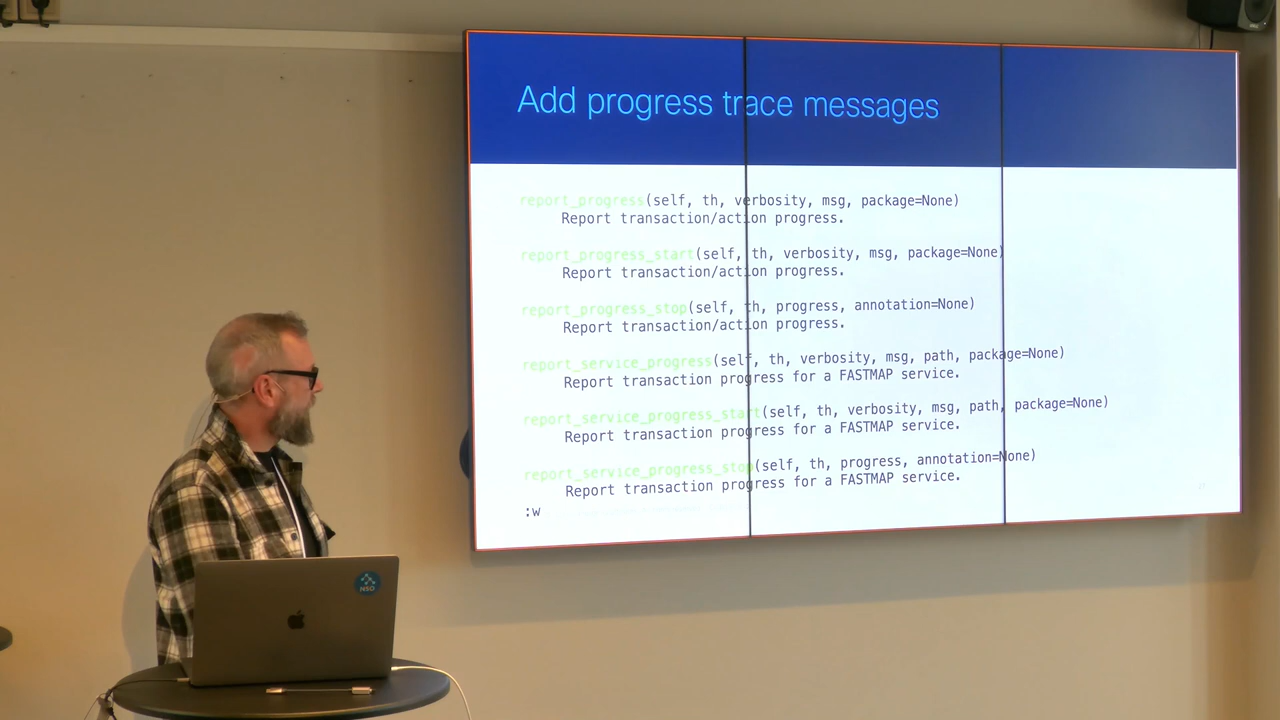 Add progress trace messages
report_progress(self, th, verbosity, msg, package=None)
Report transaction/action progress.
report_progress_start(self, th, verbosity, msg, package=None)
Report transaction/action progress.
report_progress_stop(self, th, progress, annotation=None)
Report transaction/action progress.
report_service_progress(self, th, verbosity, msg, path, package=None)
Report transaction progress for a FASTMAP service.
report_service_progress_start(self, th, verbosity, msg, path, package=None)
Report transaction progress for a FASTMAP service.
report_service_progress_stop(self, th, progress, annotation=None)
Report transaction progress for a FASTMAP service.
:w
NSO